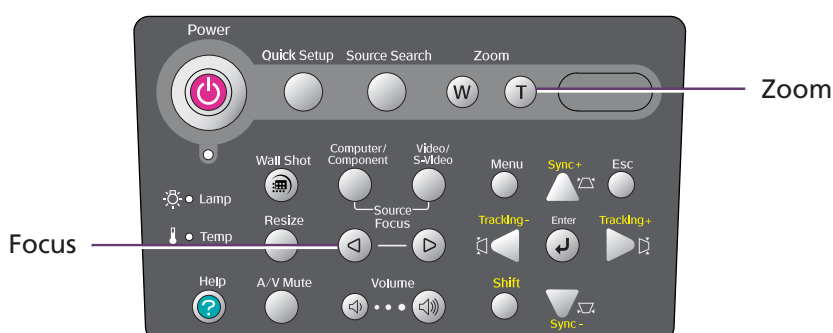 Power
Quick Setup Source Search Zoom
W T
Zoom
Wall Shot
Computer/
Component
Video/
S-Video
Menu
Sync+
Esc
Lamp
Source
Resize
Focus
Tracking-
Enter
Tracking+
Temp
Focus
Help
A/V Mute
Volume
Shift
?
Sync-